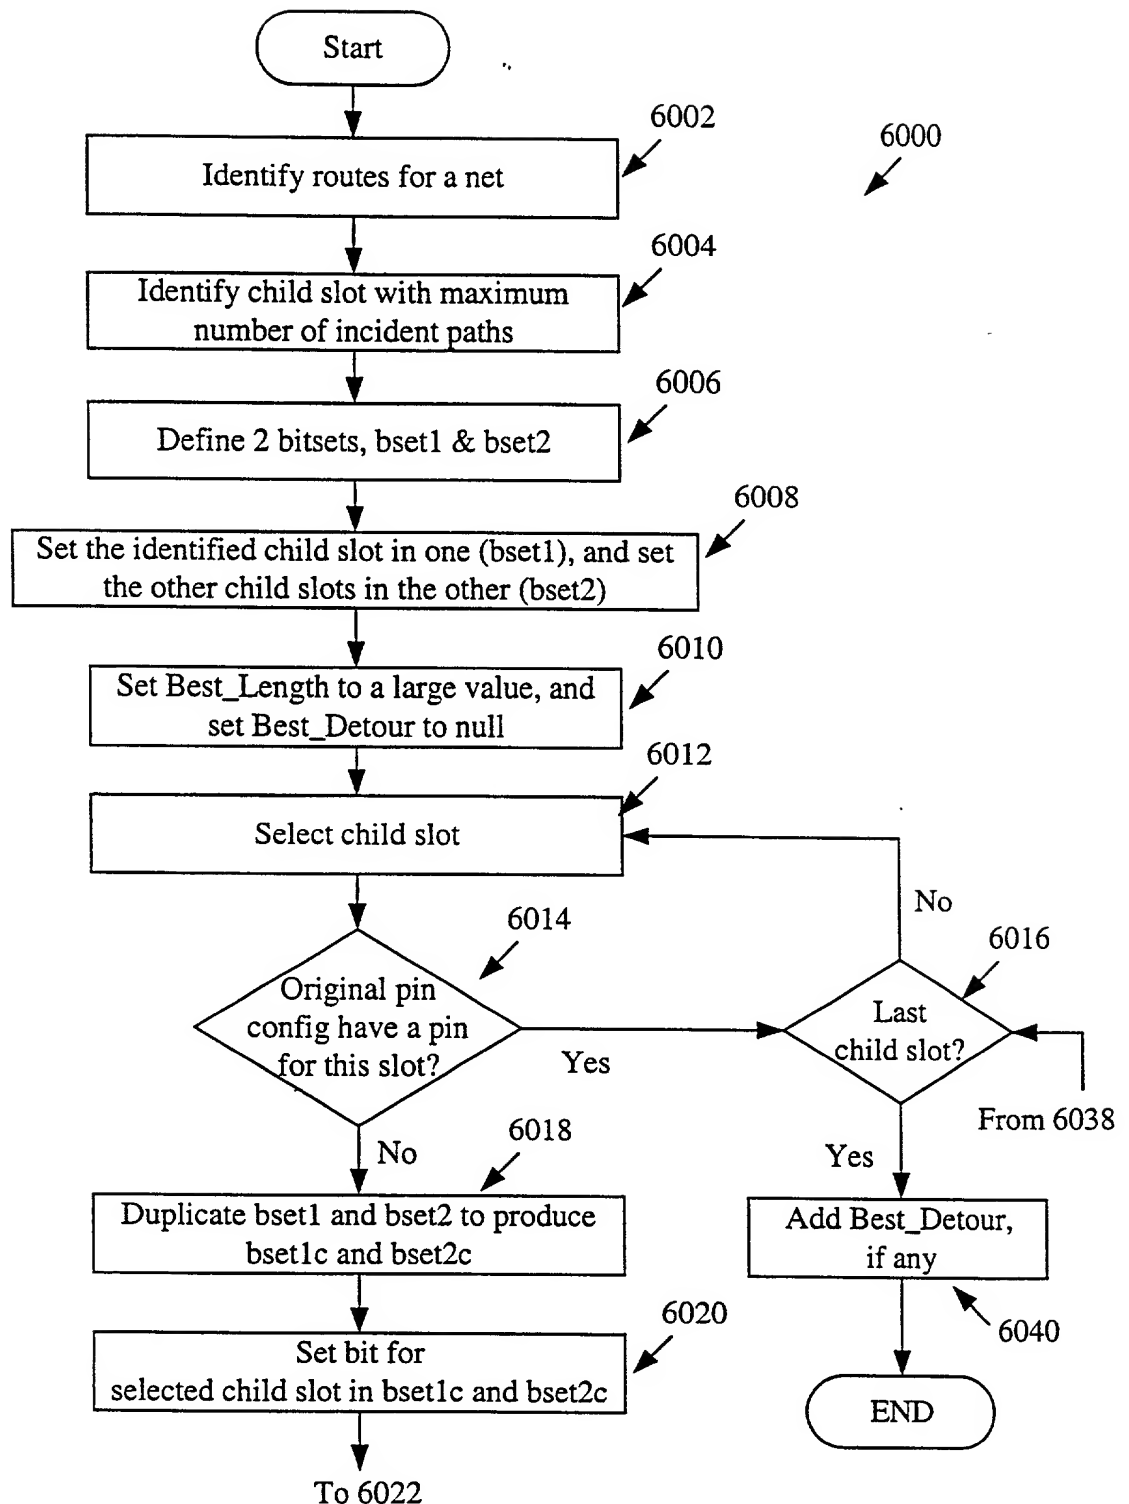 Start
6002
6000
Identify routes for a net
6004
Identify child slot with maximum
number of incident paths
6006
Define 2 bitsets, bset1 & bset2
6008
Set the identified child slot in one (bset1), and set
the other child slots in the other (bset2)
6010
Set Best_Length to a large value, and
set Best_Detour to null
6012
Select child slot
No
6014
6016
Original pin
config have a pin
for this slot?
Last
child slot?
Yes
From 6038
No
6018
Yes
Duplicate bset1 and bset2 to produce
bset1c and bset2c
Add Best_Detour,
if any
6020
6040
Set bit for
selected child slot in bset1c and bset2c
END
To 6022